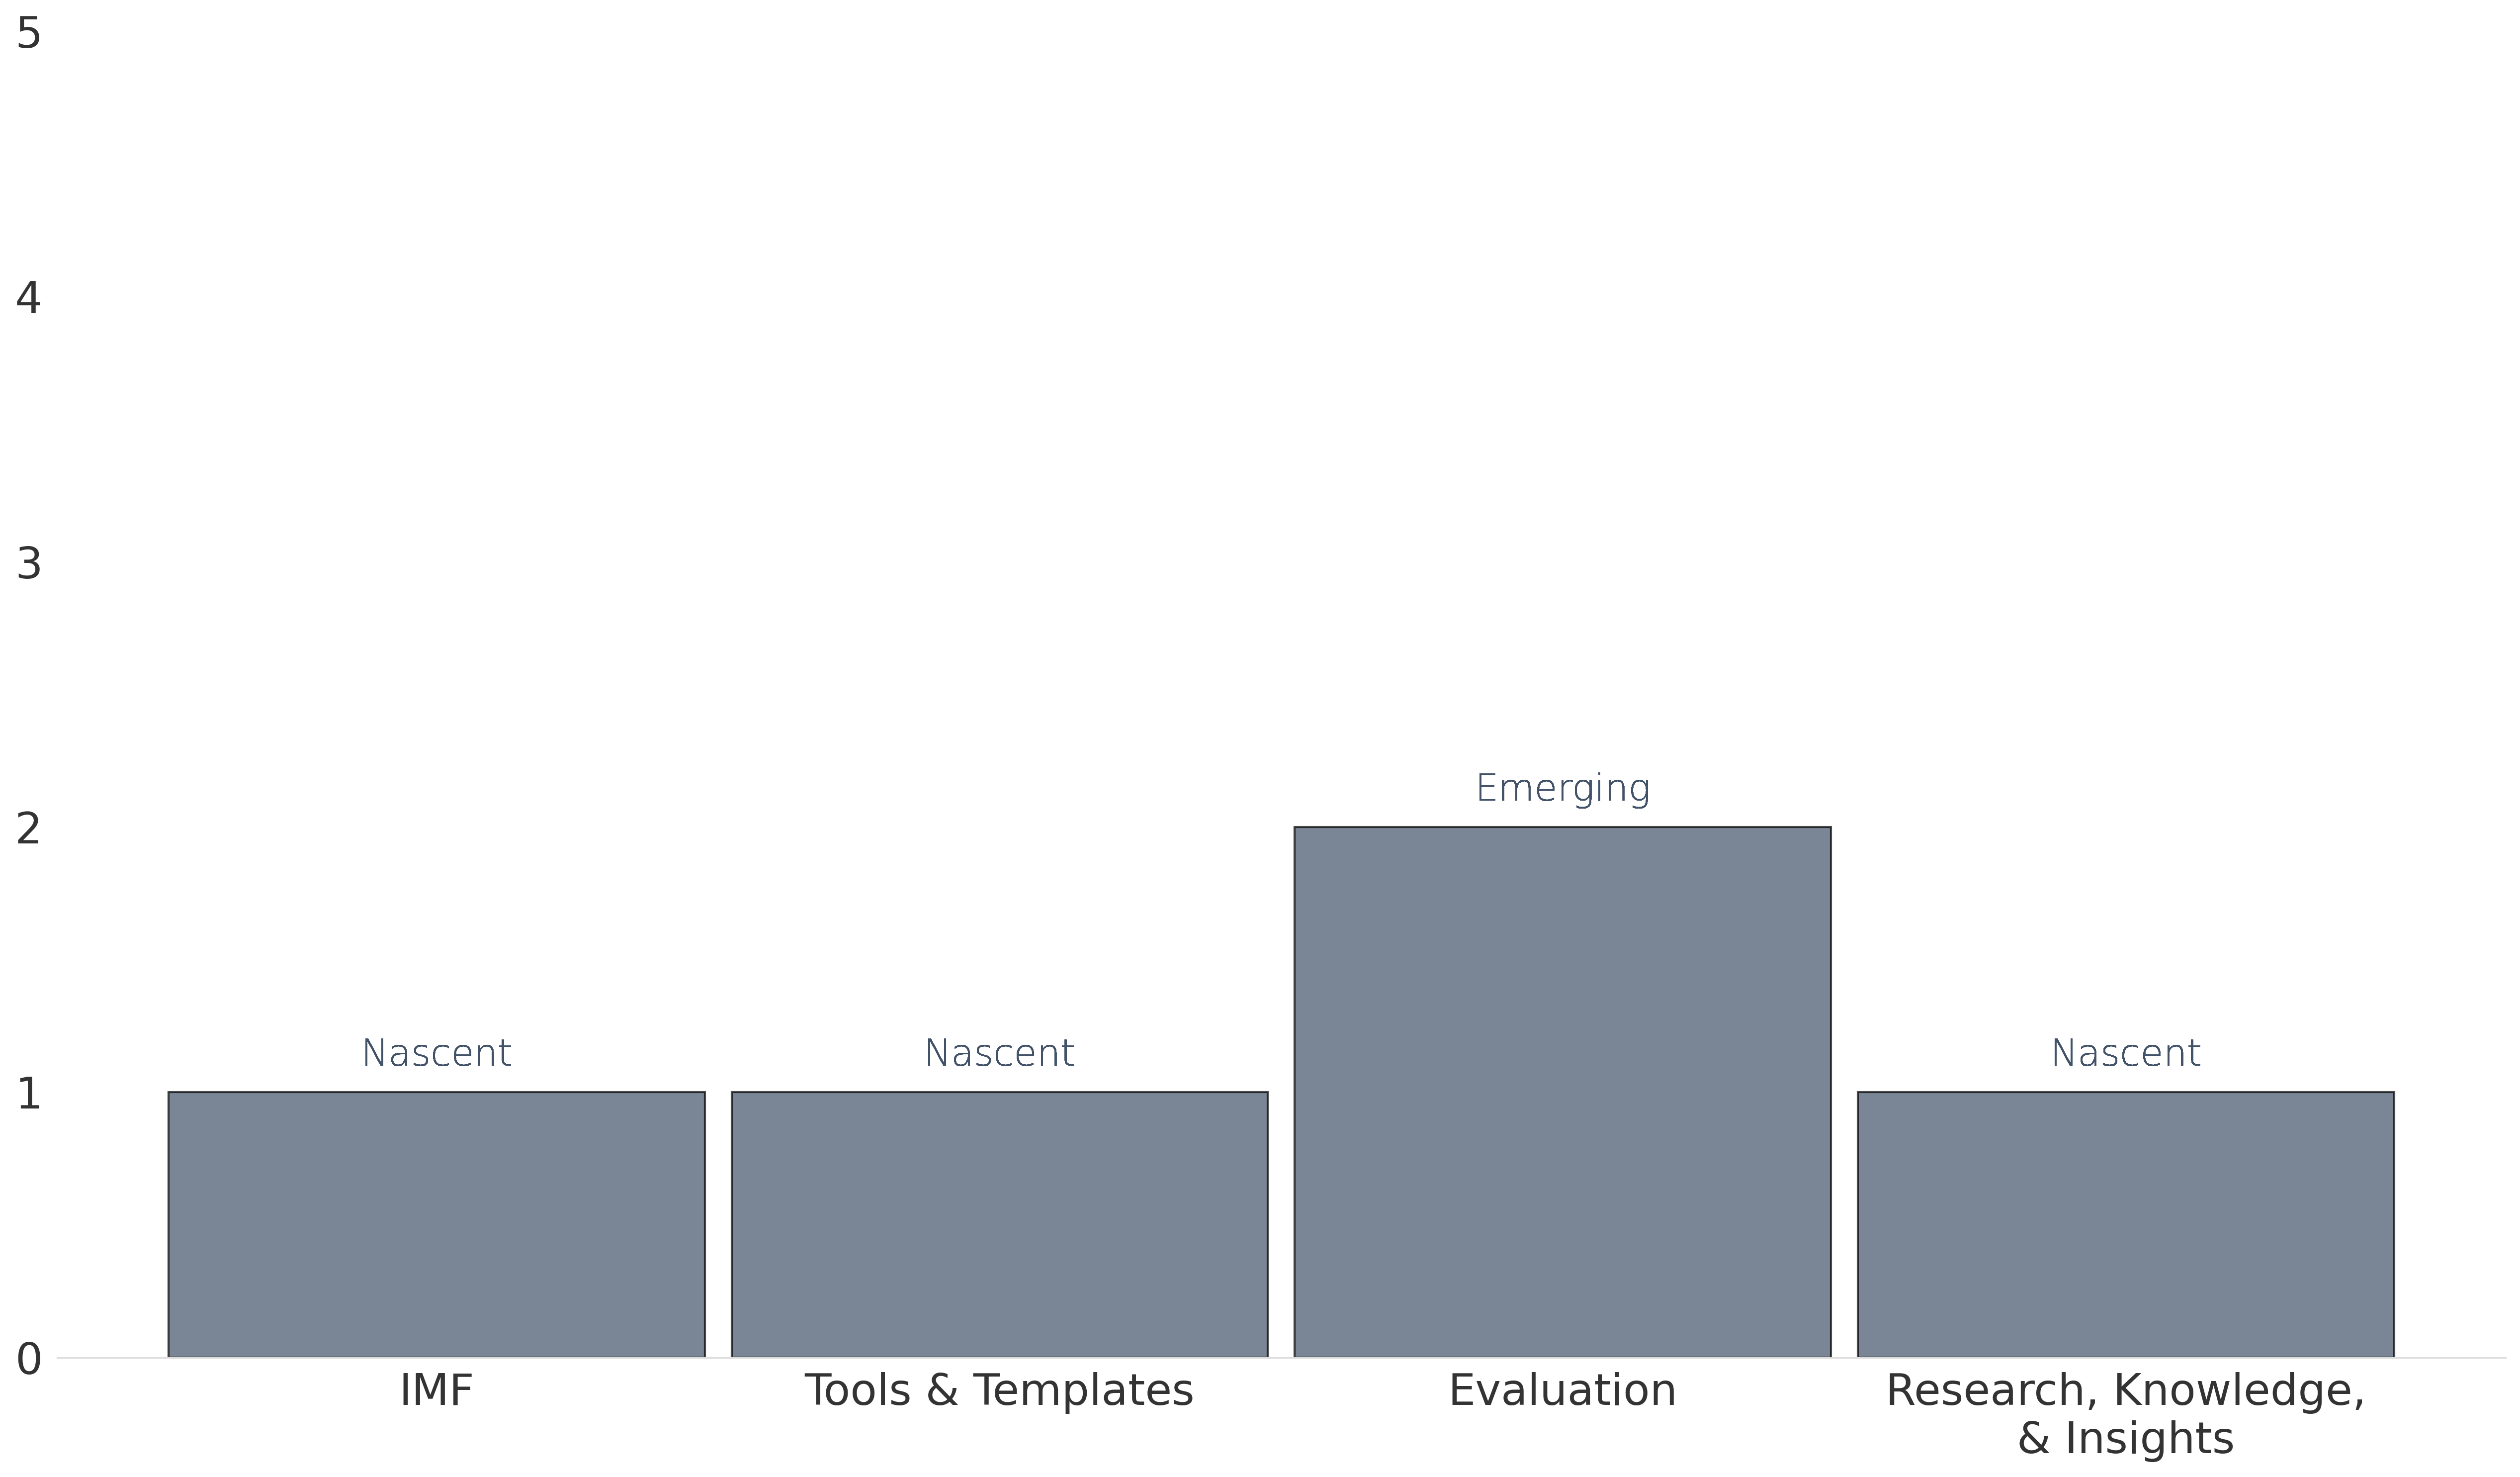 5
4
3
2
1
0
Emerging
Nascent
Nascent
Nascent
IMF
Tools & Templates
Evaluation
Research, Knowledge,
& Insights